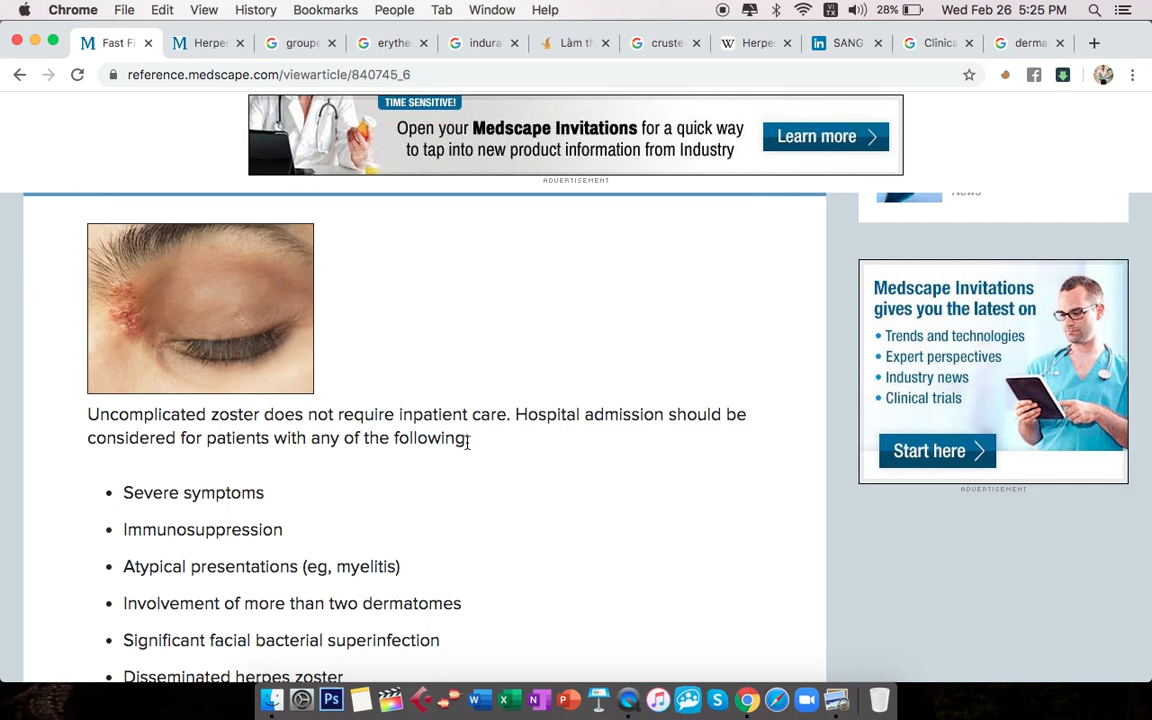 Chrome File Edit View History Bookmarks People Tab Window Help VI TX 28% Wed Feb 26 5:25 PM
Fast Fi Herpes groupe erythe indura Làm th cruste Herpe SANG Clinica derma
reference.medscape.com/viewarticle/840745_6
TIME SENSITIVE!
Open your Medscape Invitations for a quick way
to tap into new product information from Industry
Learn more
ADVERTISEMENT
News
Uncomplicated zoster does not require inpatient care. Hospital admission should be
considered for patients with any of the following:
• Severe symptoms
• Immunosuppression
• Atypical presentations (eg, myelitis)
• Involvement of more than two dermatomes
• Significant facial bacterial superinfection
• Disseminated herpes zoster
Medscape Invitations
gives you the latest on
• Trends and technologies
• Expert perspectives
• Industry news
• Clinical trials
Start here
ADVERTISEMENT